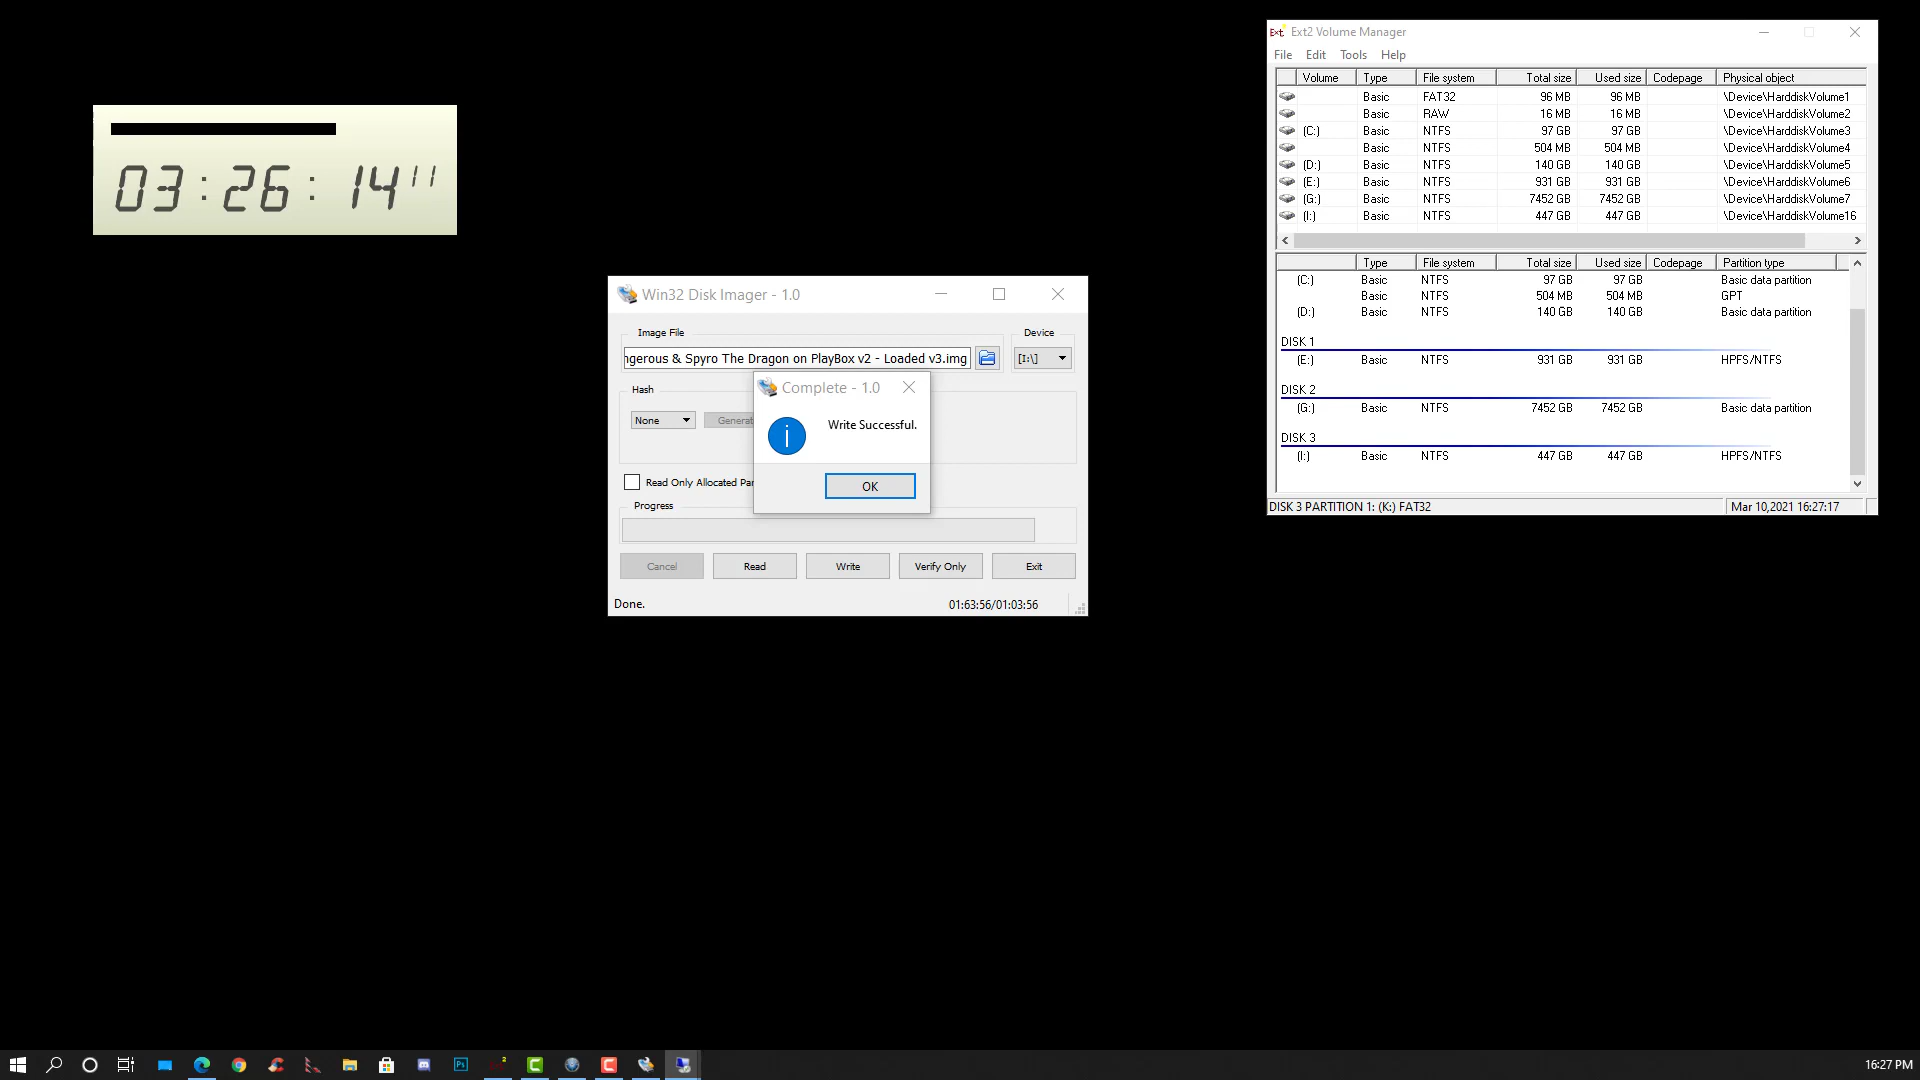 03:26:14 11
Win32 Disk Imager - 1.0
Image File
Device
ngerous & Spyro The Dragon on PlayBox v2 - Loaded v3.img
[I:\]
Hash
None
Generat
Complete - 1.0
Write Successful.
OK
Read Only Allocated Par
Progress
Cancel Read Write Verify Only Exit
Done. 01:63:56/01:03:56
Ext2 Volume Manager
File Edit Tools Help
Volume Type File system Total size Used size Codepage Physical object
Basic FAT32 96 MB 96 MB \Device\HarddiskVolume1
Basic RAW 16 MB 16 MB \Device\HarddiskVolume2
(C:) Basic NTFS 97 GB 97 GB \Device\HarddiskVolume3
Basic NTFS 504 MB 504 MB \Device\HarddiskVolume4
(D:) Basic NTFS 140 GB 140 GB \Device\HarddiskVolume5
(E:) Basic NTFS 931 GB 931 GB \Device\HarddiskVolume6
(G:) Basic NTFS 7452 GB 7452 GB \Device\HarddiskVolume7
(I:) Basic NTFS 447 GB 447 GB \Device\HarddiskVolume16
Type File system Total size Used size Codepage Partition type
(C:) Basic NTFS 97 GB 97 GB Basic data partition
Basic NTFS 504 MB 504 MB GPT
(D:) Basic NTFS 140 GB 140 GB Basic data partition
DISK 1
(E:) Basic NTFS 931 GB 931 GB HPFS/NTFS
DISK 2
(G:) Basic NTFS 7452 GB 7452 GB Basic data partition
DISK 3
(I:) Basic NTFS 447 GB 447 GB HPFS/NTFS
DISK 3 PARTITION 1: (K:) FAT32 Mar 10,2021 16:27:17
16:27 PM